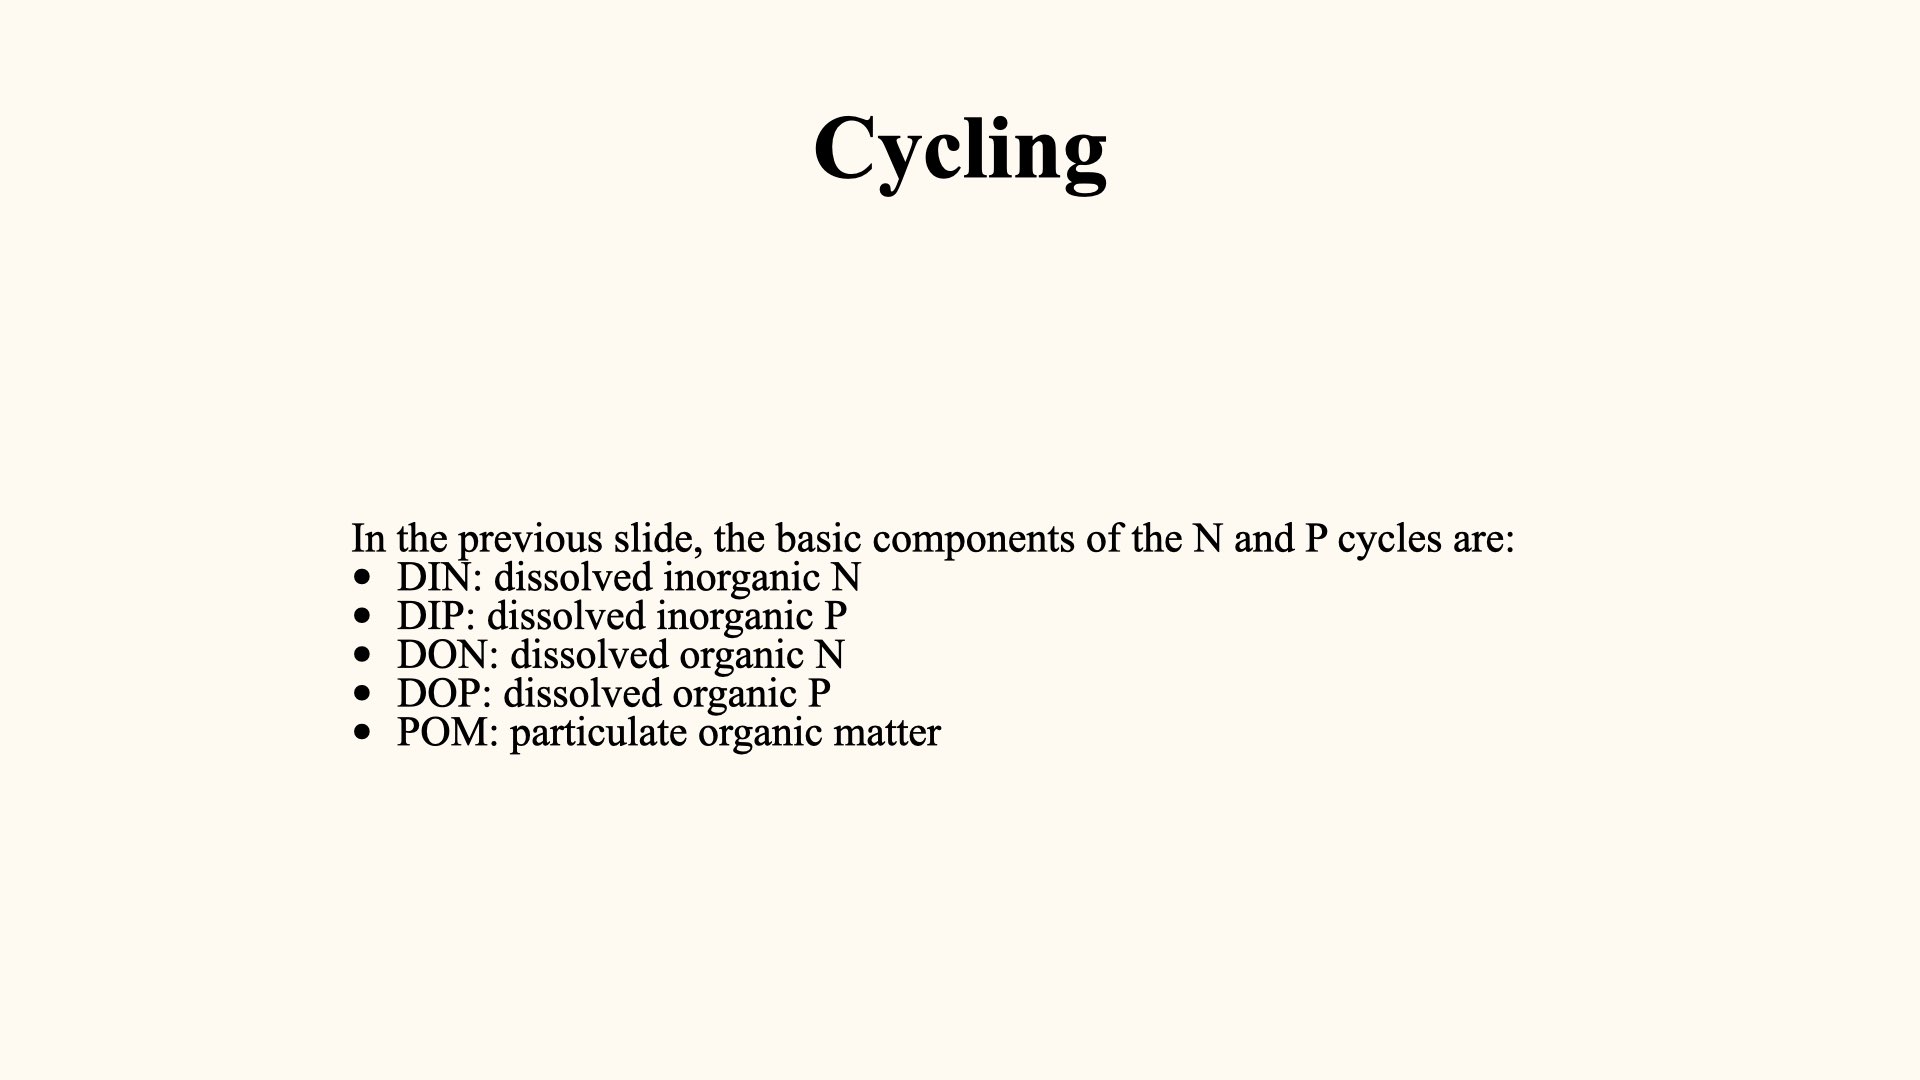 Cycling
In the previous slide, the basic components of the N and P cycles are:
• DIN: dissolved inorganic N
• DIP: dissolved inorganic P
• DON: dissolved organic N
• DOP: dissolved organic P
• POM: particulate organic matter